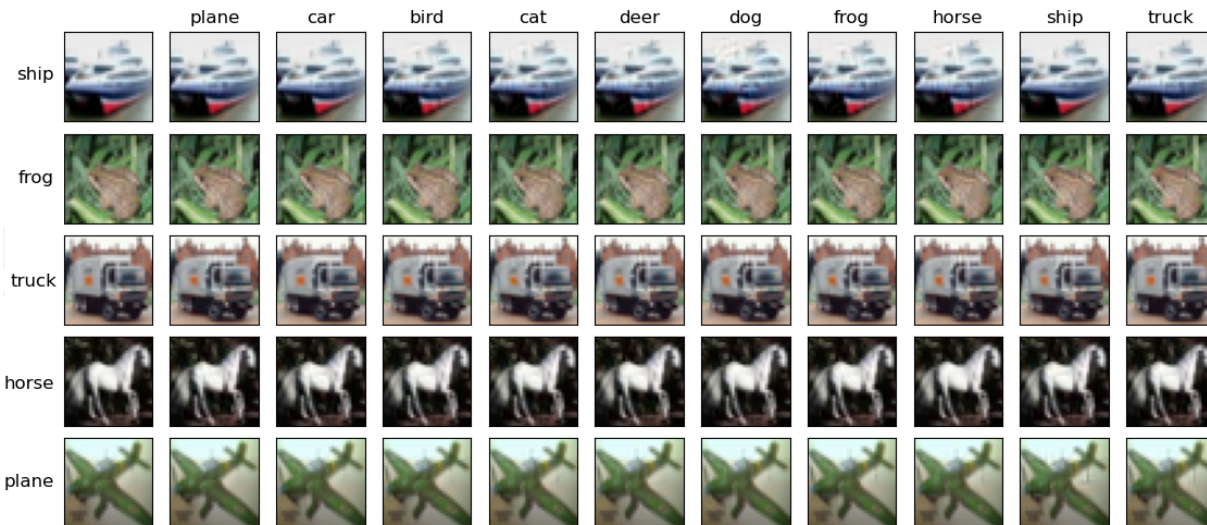 plane car bird cat deer dog frog horse ship truck
ship
frog
truck
horse
plane